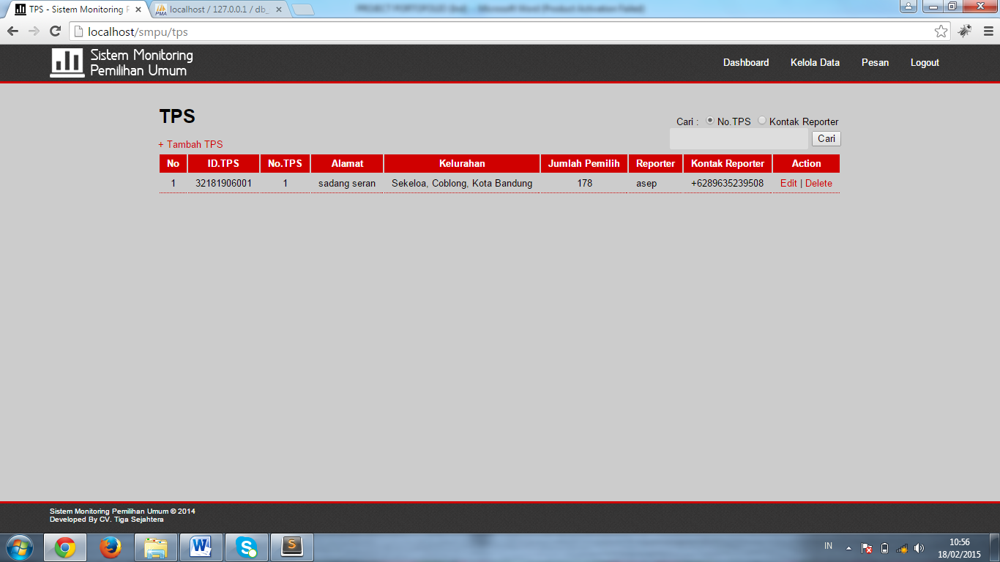 TPS - Sistem Monitoring P
localhost / 127.0.0.1 / db_
PROJECT PORTOFOLIO (Ind) - Microsoft Word (Product Activation Failed)
localhost/smpu/tps
Sistem Monitoring
Pemilihan Umum
Dashboard Kelola Data Pesan Logout
TPS
Cari : No.TPS Kontak Reporter
Cari
+ Tambah TPS
No ID.TPS No.TPS Alamat Kelurahan Jumlah Pemilih Reporter Kontak Reporter Action
1 32181906001 1 sadang seran Sekeloa, Coblong, Kota Bandung 178 asep +6289635239508 Edit | Delete
Sistem Monitoring Pemilihan Umum © 2014
Developed By CV. Tiga Sejahtera
IN
10:56
18/02/2015